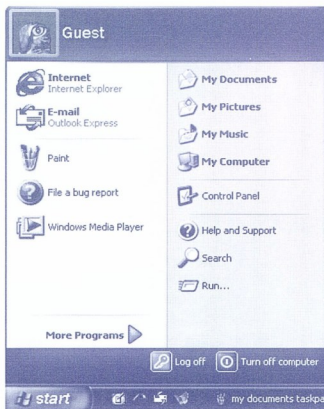 Guest
Internet
Internet Explorer
E-mail
Outlook Express
Paint
File a bug report
Windows Media Player
More Programs
My Documents
My Pictures
My Music
My Computer
Control Panel
Help and Support
Search
Run...
Log off
Turn off computer
start
my documents taskpa